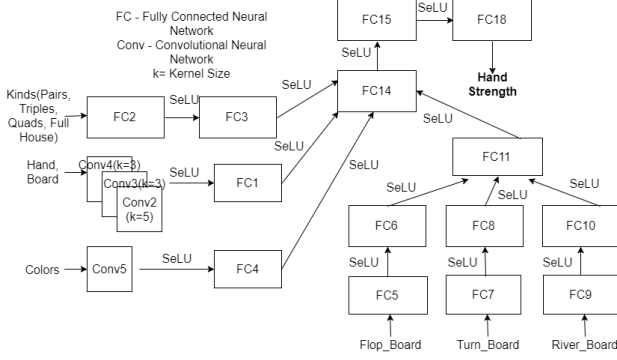 FC - Fully Connected Neural
Network
Conv - Convolutional Neural
Network
k= Kernel Size
FC15
SeLU
FC18
SeLU
Hand
Strength
FC14
Kinds(Pairs,
Triples,
Quads, Full
House)
FC2
SeLU
FC3
SeLU
SeLU
Hand,
Board
Conv4(k=3)
Conv3(k=3)
Conv2
(k=5)
SeLU
FC1
SeLU
SeLU
FC11
Colors
Conv5
SeLU
FC4
SeLU
SeLU
SeLU
FC6
FC8
FC10
SeLU
SeLU
SeLU
FC5
FC7
FC9
Flop_Board
Turn_Board
River_Board